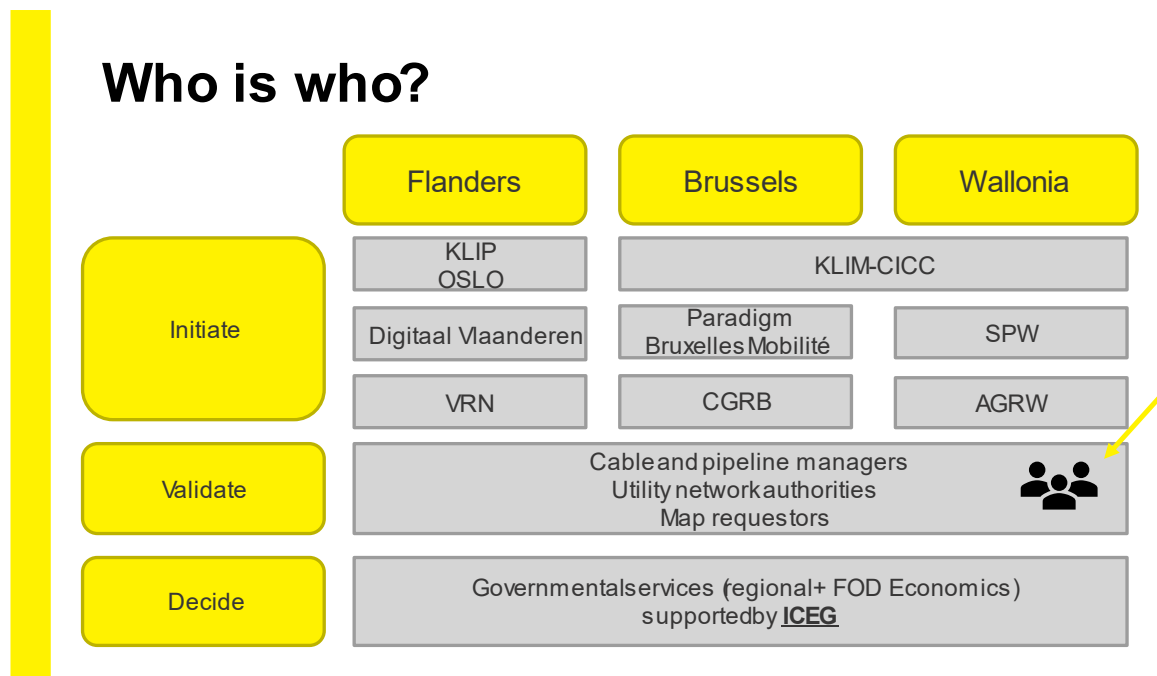 Who is who?
Flanders
Brussels
Wallonia
Initiate
KLIP
OSLO
KLIM-CICC
Digitaal Vlaanderen
Paradigm
Bruxelles Mobilité
SPW
VRN
CGRB
AGRW
Validate
Cable and pipeline managers
Utility network authorities
Map requestors
Decide
Governmental services (regional+ FOD Economics)
supported by ICEG